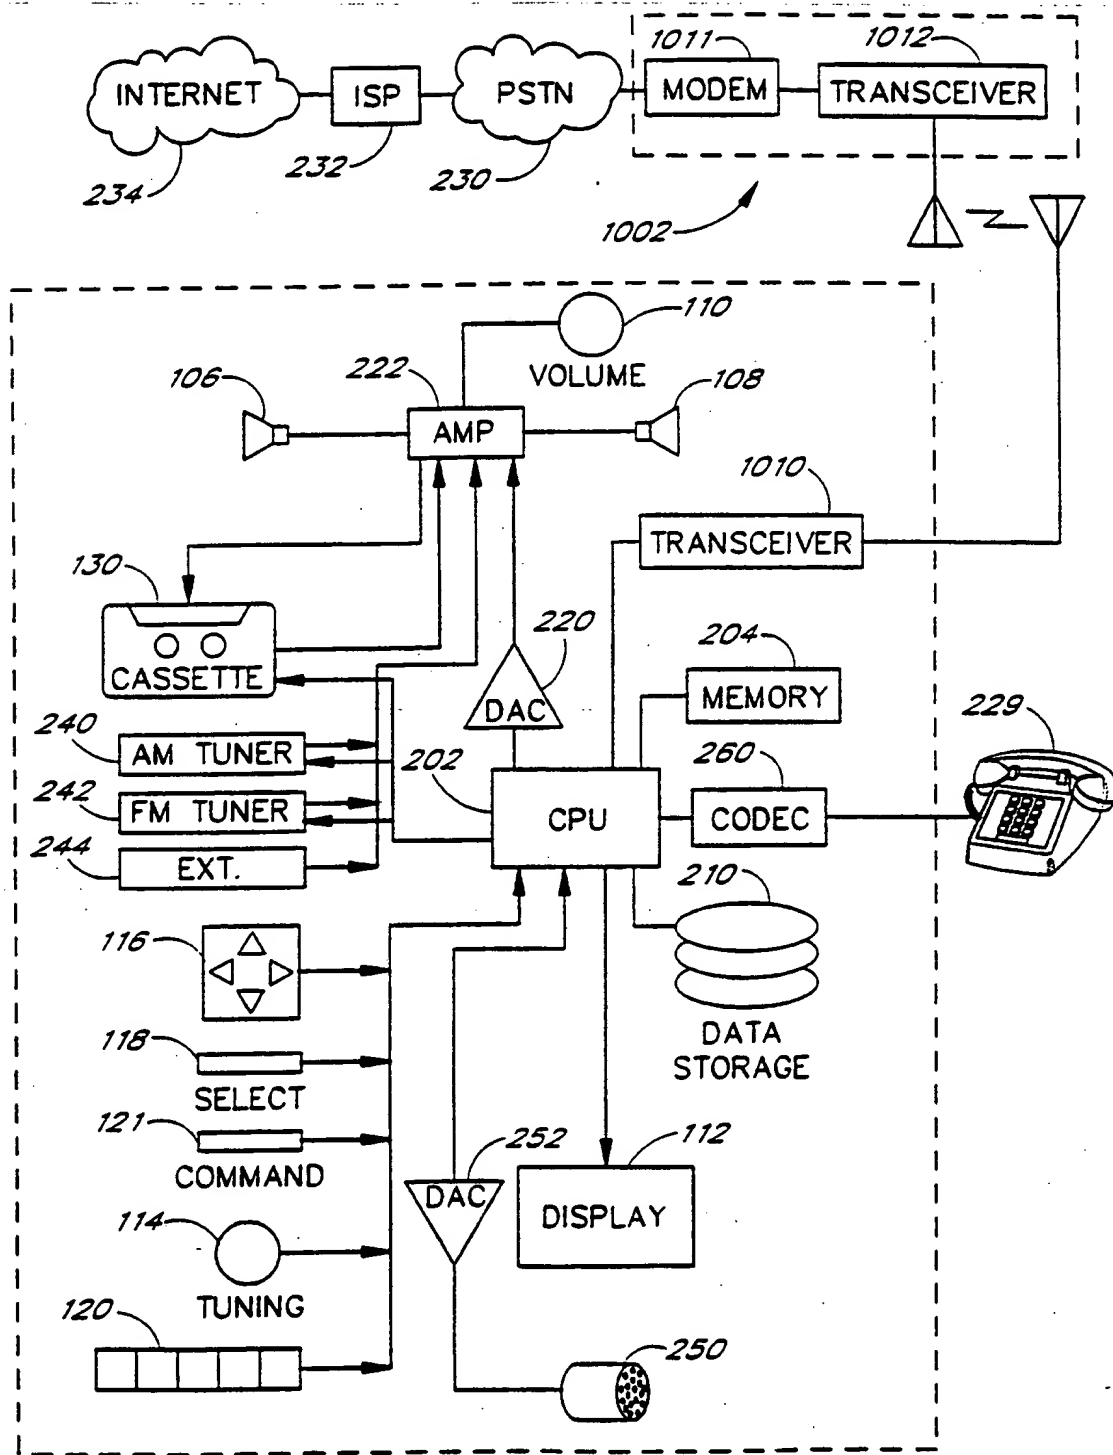 1011
1012
INTERNET
ISP
PSTN
MODEM
TRANSCEIVER
234
232
230
1002
110
VOLUME
106
222
108
AMP
1010
TRANSCEIVER
130
CASSETTE
220
DAC
204
MEMORY
240
AM TUNER
202
CPU
260
CODEC
229
242
FM TUNER
244
EXT.
210
DATA
STORAGE
116
118
SELECT
121
COMMAND
252
DAC
112
DISPLAY
114
TUNING
120
250